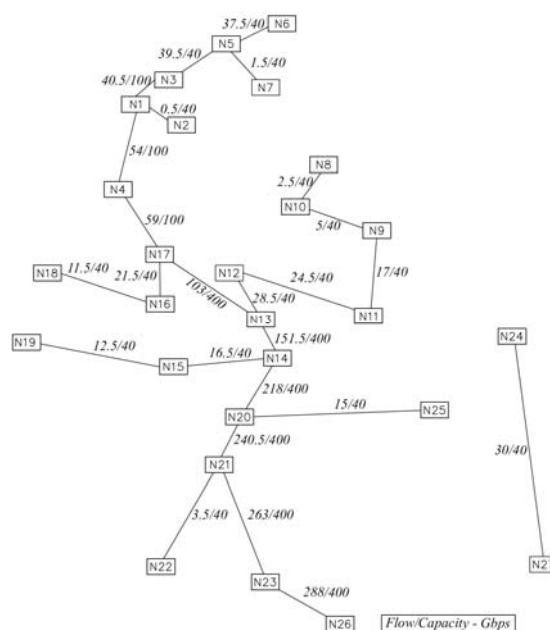 37.5/40
N6
39.5/40
N5
40.5/100
N3
1.5/40
N7
N1
0.5/40
N2
54/100
N8
2.5/40
N4
N10
5/40
N9
59/100
N17
11.5/40
N18
21.5/40
N12
24.5/40
17/40
103/400
28.5/40
N16
N13
N11
N19
12.5/40
16.5/40
151.5/400
N24
N15
N14
218/400
15/40
N25
N20
240.5/400
30/40
N21
3.5/40
263/400
N22
N27
N23
288/400
N26
Flow/Capacity - Gbps